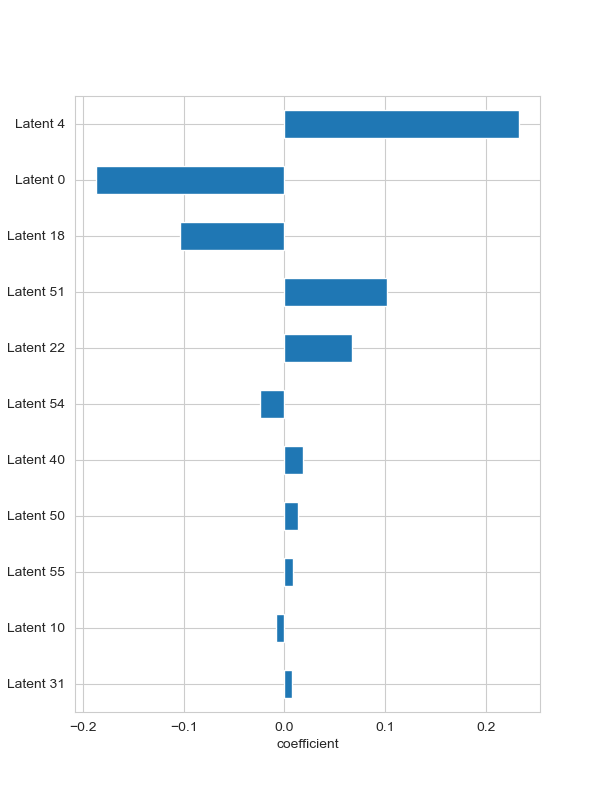 Latent 4
Latent 0
Latent 18
Latent 51
Latent 22
Latent 54
Latent 40
Latent 50
Latent 55
Latent 10
Latent 31
−0.2 −0.1 0.0 0.1 0.2
coefficient